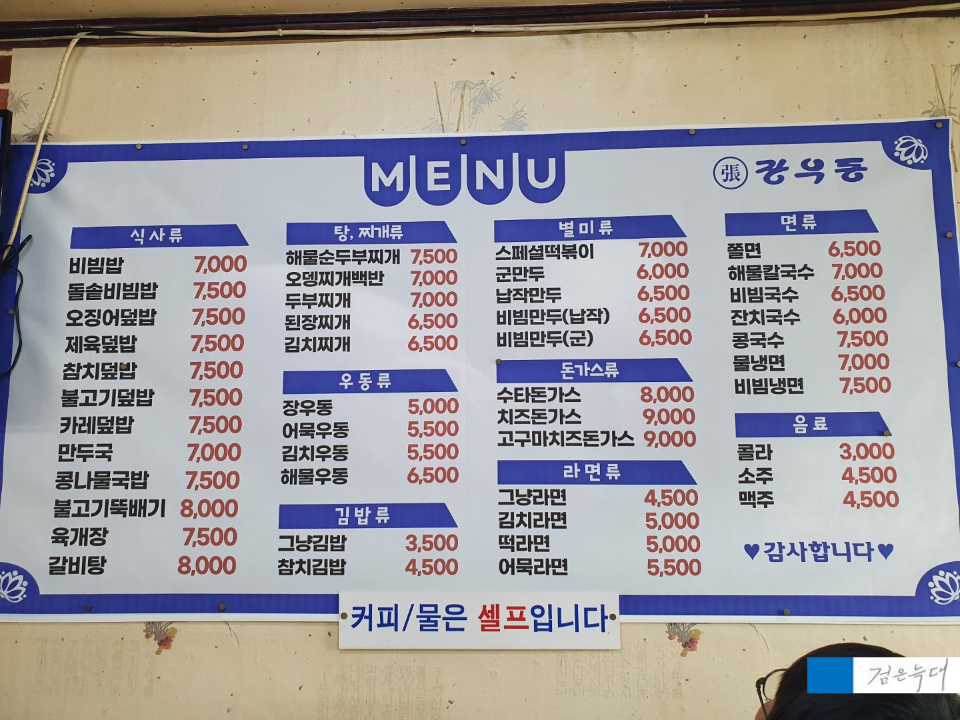 MENU
張 장우동
식사류
비빔밥 7,000
돌솥비빔밥 7,500
오징어덮밥 7,500
제육덮밥 7,500
참치덮밥 7,500
불고기덮밥 7,500
카레덮밥 7,500
만두국 7,000
콩나물국밥 7,500
불고기뚝배기 8,000
육개장 7,500
갈비탕 8,000
탕, 찌개류
해물순두부찌개 7,500
오뎅찌개백반 7,000
두부찌개 7,000
된장찌개 6,500
김치찌개 6,500
우동류
장우동 5,000
어묵우동 5,500
김치우동 5,500
해물우동 6,500
김밥류
그냥김밥 3,500
참치김밥 4,500
별미류
스페셜떡볶이 7,000
군만두 6,000
납작만두 6,500
비빔만두(납작) 6,500
비빔만두(군) 6,500
돈가스류
수타돈가스 8,000
치즈돈가스 9,000
고구마치즈돈가스 9,000
라면류
그냥라면 4,500
김치라면 5,000
떡라면 5,000
어묵라면 5,500
면류
쫄면 6,500
해물칼국수 7,000
비빔국수 6,500
잔치국수 6,000
콩국수 7,500
물냉면 7,000
비빔냉면 7,500
음료
콜라 3,000
소주 4,500
맥주 4,500
♥감사합니다♥
커피/물은 셀프입니다
검은늑대